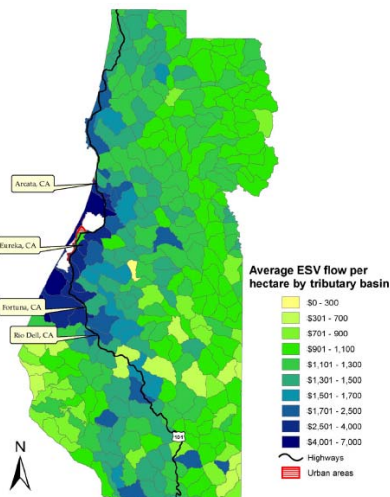 Arcata, CA
Eureka, CA
Fortuna, CA
Rio Dell, CA
101
N
Average ESV flow per
hectare by tributary basin
$0 - 300
$301 - 700
$701 - 900
$901 - 1,100
$1,101 - 1,300
$1,301 - 1,500
$1,501 - 1,700
$1,701 - 2,500
$2,501 - 4,000
$4,001 - 7,000
Highways
Urban areas